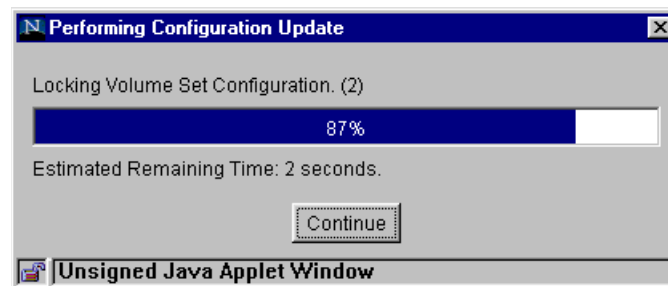 N Performing Configuration Update
Locking Volume Set Configuration. (2)
87%
Estimated Remaining Time: 2 seconds.
Continue
Unsigned Java Applet Window